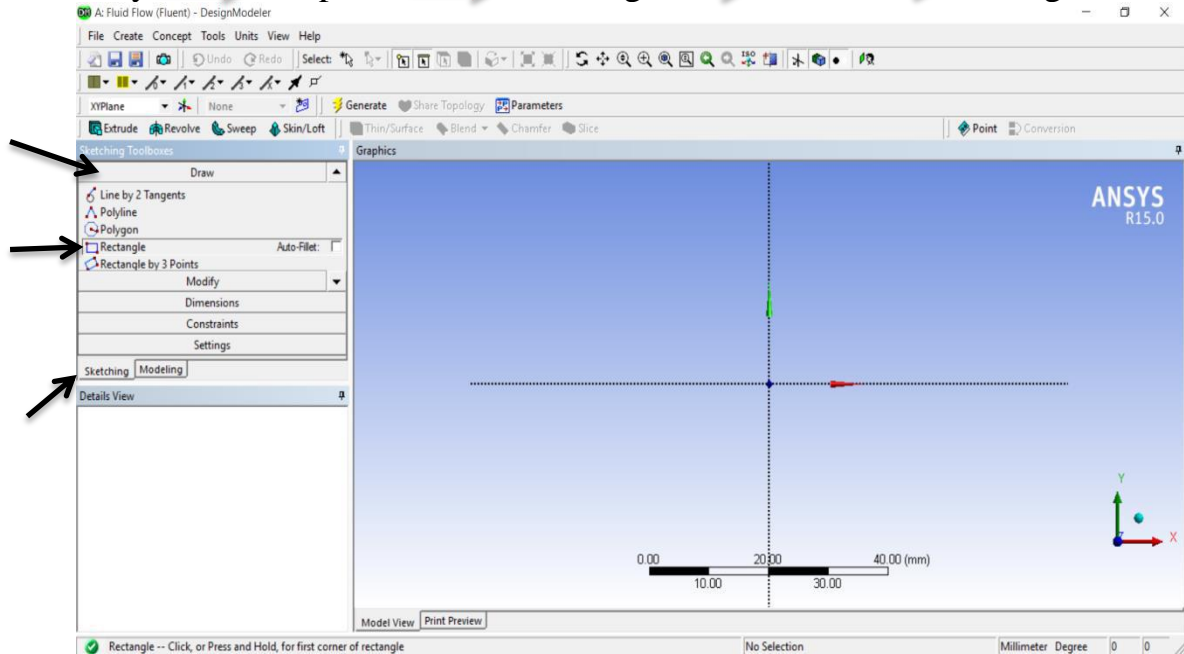 A: Fluid Flow (Fluent) - DesignModeler
File Create Concept Tools Units View Help
Undo Redo Select:
XYPlane None Generate Share Topology Parameters
Extrude Revolve Sweep Skin/Loft Thin/Surface Blend Chamfer Slice Point Conversion
Sketching Toolboxes
Draw
Line by 2 Tangents
Polyline
Polygon
Rectangle Auto-Fillet:
Rectangle by 3 Points
Modify
Dimensions
Constraints
Settings
Sketching Modeling
Details View
Graphics
ANSYS
R15.0
Y
X
0.00 20.00 40.00 (mm)
10.00 30.00
Model View Print Preview
Rectangle -- Click, or Press and Hold, for first corner of rectangle No Selection Millimeter Degree 0 0